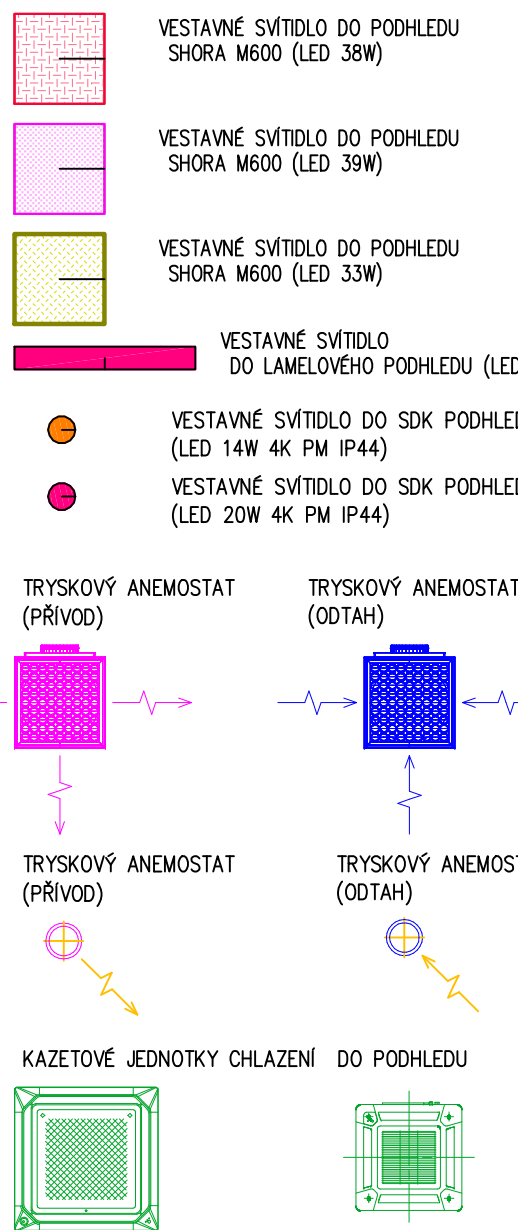 VESTAVNÉ SVÍTIDLO DO PODHLEDU
SHORA M600 (LED 38W)
VESTAVNÉ SVÍTIDLO DO PODHLEDU
SHORA M600 (LED 39W)
VESTAVNÉ SVÍTIDLO DO PODHLEDU
SHORA M600 (LED 33W)
VESTAVNÉ SVÍTIDLO
DO LAMELOVÉHO PODHLEDU (LED
VESTAVNÉ SVÍTIDLO DO SDK PODHLED
(LED 14W 4K PM IP44)
VESTAVNÉ SVÍTIDLO DO SDK PODHLED
(LED 20W 4K PM IP44)
TRYSKOVÝ ANEMOSTAT
(PŘÍVOD)
TRYSKOVÝ ANEMOSTAT
(ODTAH)
TRYSKOVÝ ANEMOSTAT
(PŘÍVOD)
TRYSKOVÝ ANEMOST
(ODTAH)
KAZETOVÉ JEDNOTKY CHLAZENÍ DO PODHLEDU